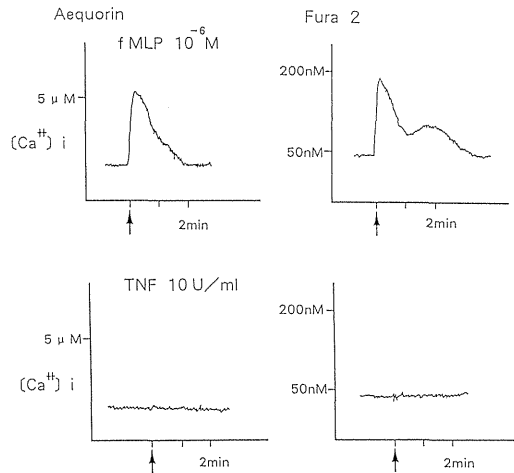 Aequorin
Fura 2
f MLP 10⁻⁶M
5 μ M
[Ca⁺⁺] i
2min
200nM
50nM
2min
TNF 10 U/ml
5 μ M
[Ca⁺⁺] i
2min
200nM
50nM
2min